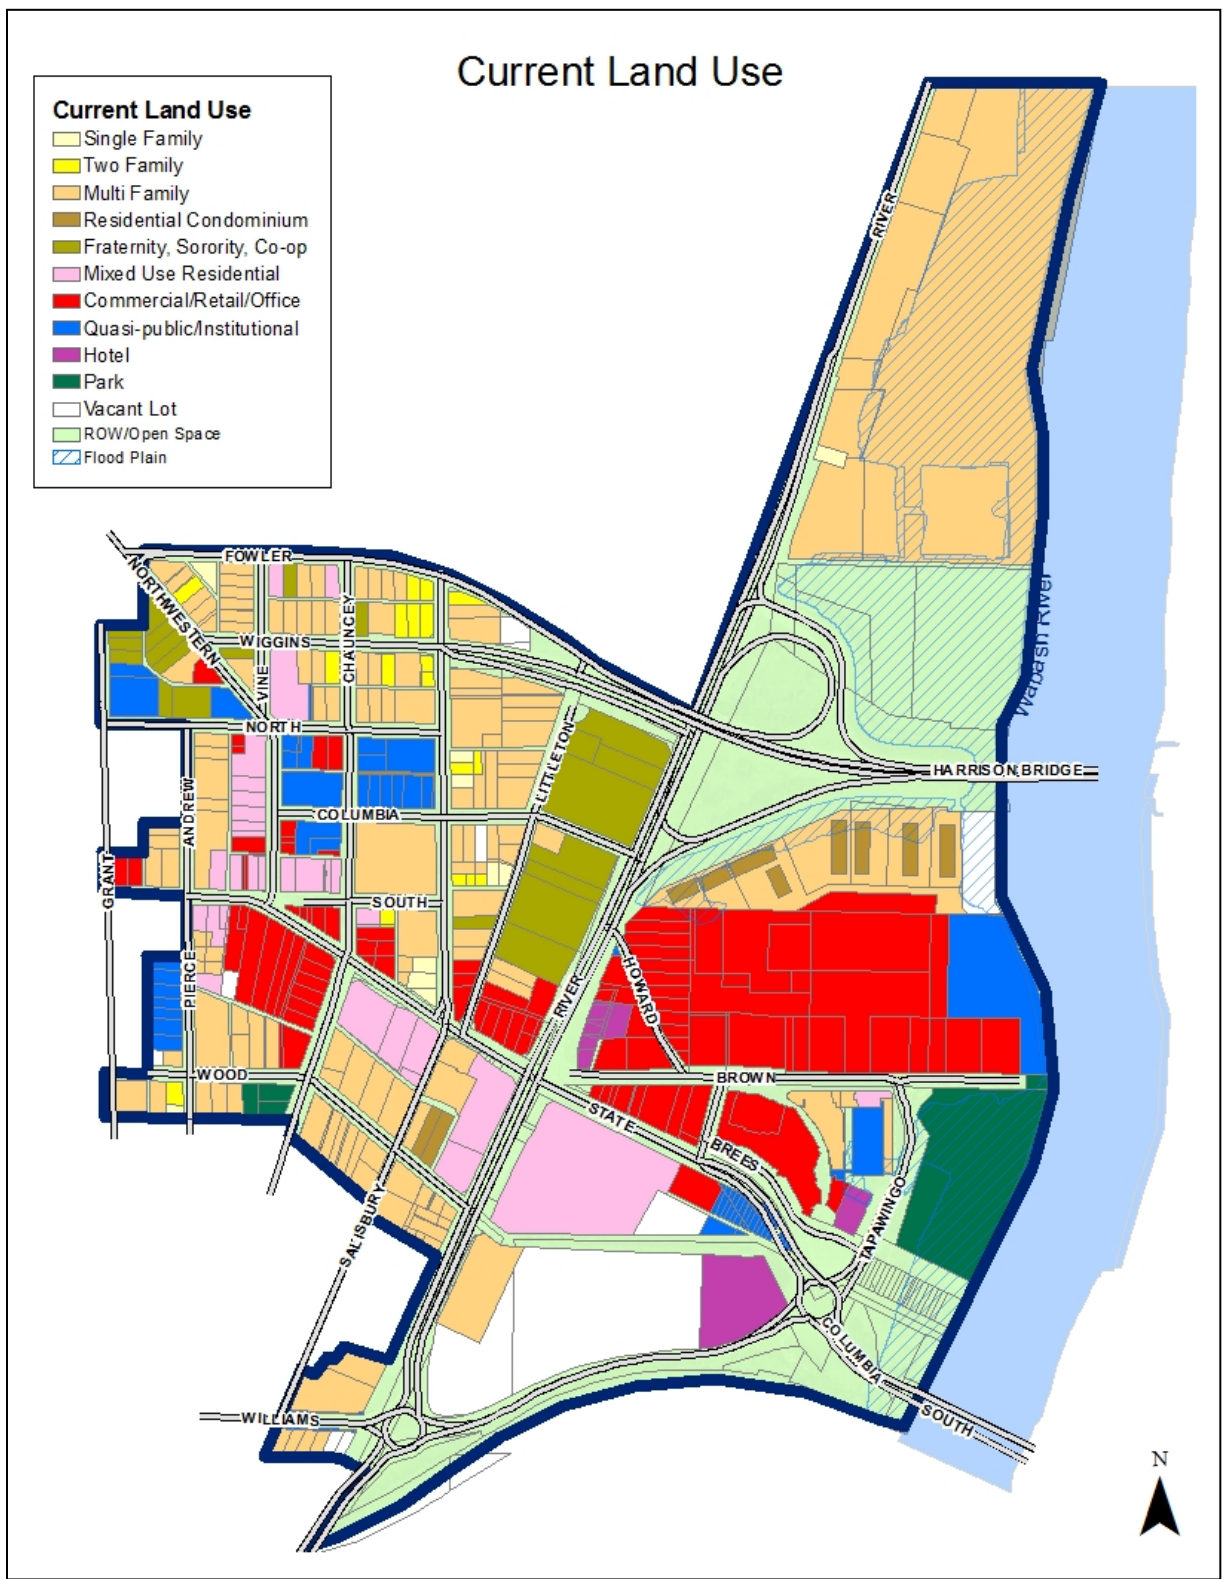 Current Land Use
Current Land Use
Single Family
Two Family
Multi Family
Residential Condominium
Fraternity, Sorority, Co-op
Mixed Use Residential
Commercial/Retail/Office
Quasi-public/Institutional
Hotel
Park
Vacant Lot
ROW/Open Space
Flood Plain
RIVER
FOWLER
NORTHWESTERN
WIGGINS
CHAUNCEY
VINE
NORTH
Wabash River
LITTLETON
HARRISON BRIDGE
ANDREW
COLUMBIA
GRANT
SOUTH
PIERCE
HOWARD
RIVER
WOOD
BROWN
STATE
BREES
SALISBURY
TAPAWINGO
COLUMBIA
SOUTH
WILLIAMS
N